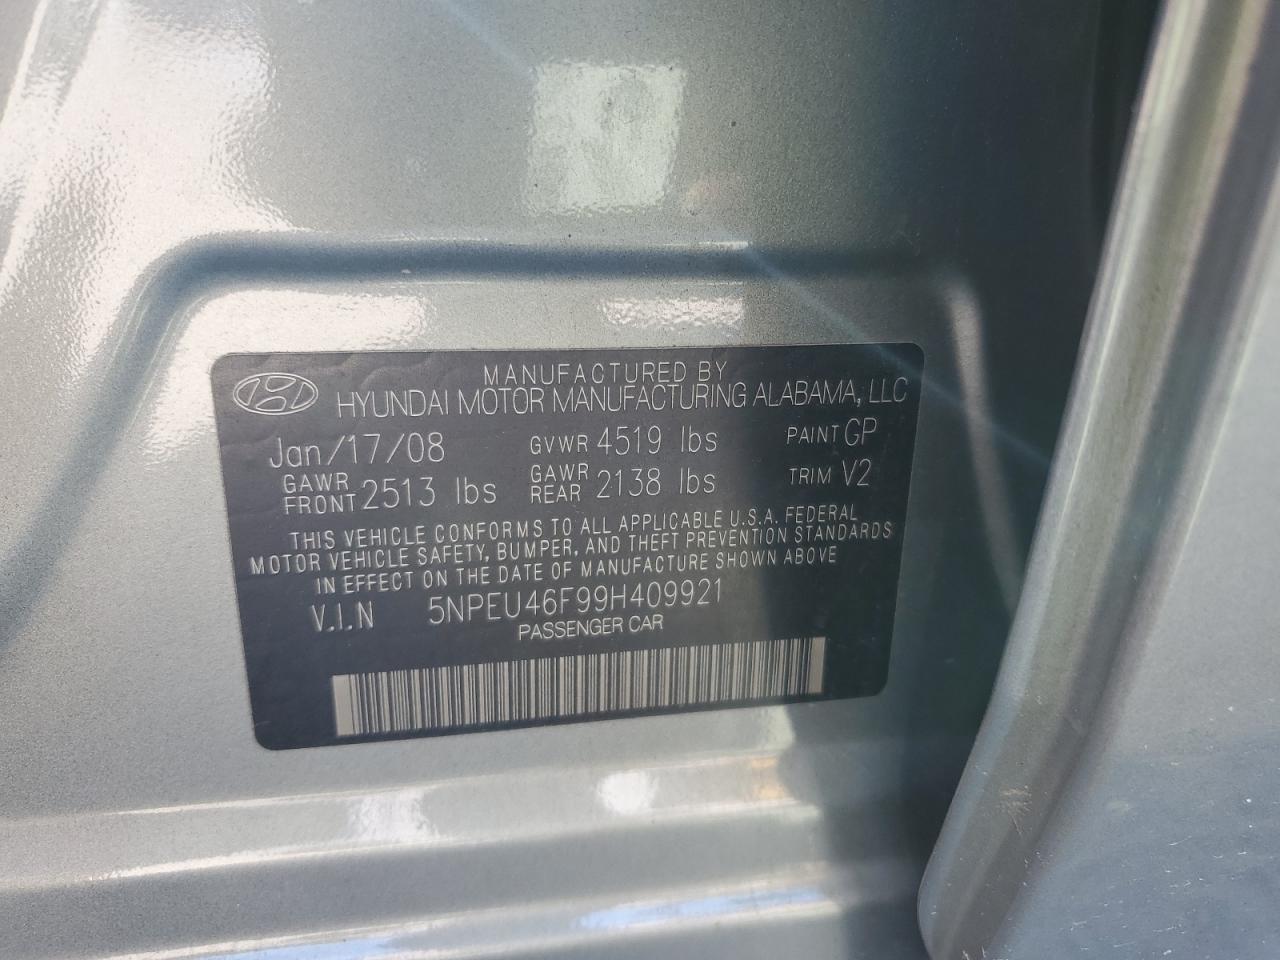 MANUFACTURED BY
HYUNDAI MOTOR MANUFACTURING ALABAMA, LLC
Jan/17/08 GVWR 4519 lbs PAINT GP
GAWR FRONT 2513 lbs GAWR REAR 2138 lbs TRIM V2
THIS VEHICLE CONFORMS TO ALL APPLICABLE U.S.A. FEDERAL
MOTOR VEHICLE SAFETY, BUMPER, AND THEFT PREVENTION STANDARDS
IN EFFECT ON THE DATE OF MANUFACTURE SHOWN ABOVE
V.I.N 5NPEU46F99H409921
PASSENGER CAR